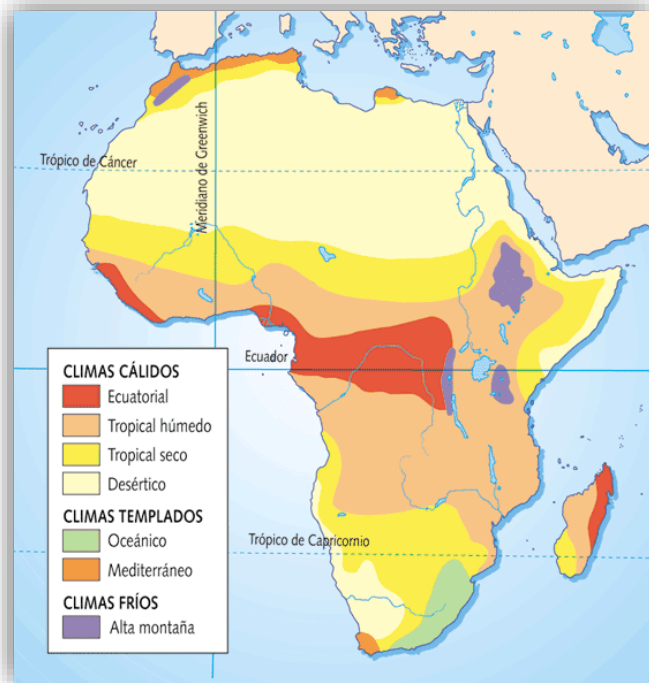 Trópico de Cáncer
Meridiano de Greenwich
Ecuador
CLIMAS CÁLIDOS
Ecuatorial
Tropical húmedo
Tropical seco
Desértico
CLIMAS TEMPLADOS
Oceánico
Mediterráneo
CLIMAS FRÍOS
Alta montaña
Trópico de Capricornio